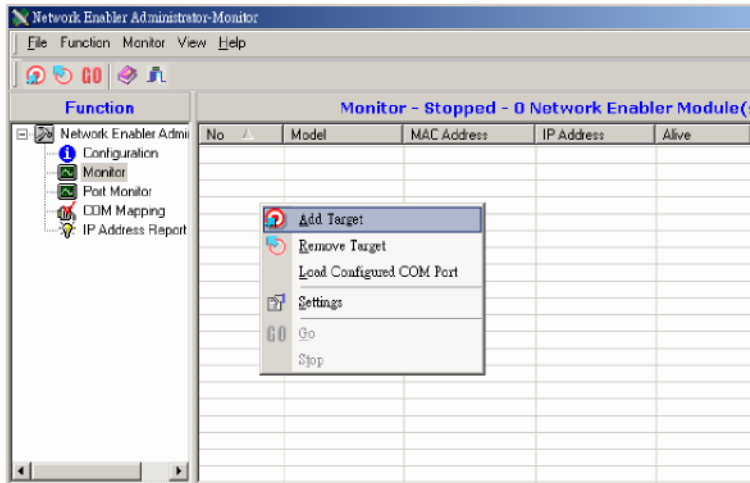 Network Enabler Administrator-Monitor
File Function Monitor View Help
GO
Function
Monitor - Stopped - 0 Network Enabler Module(
Network Enabler Admi
No Model MAC Address IP Address Alive
Configuration
Monitor
Port Monitor
COM Mapping
IP Address Report
Add Target
Remove Target
Load Configured COM Port
Settings
GO Go
Stop